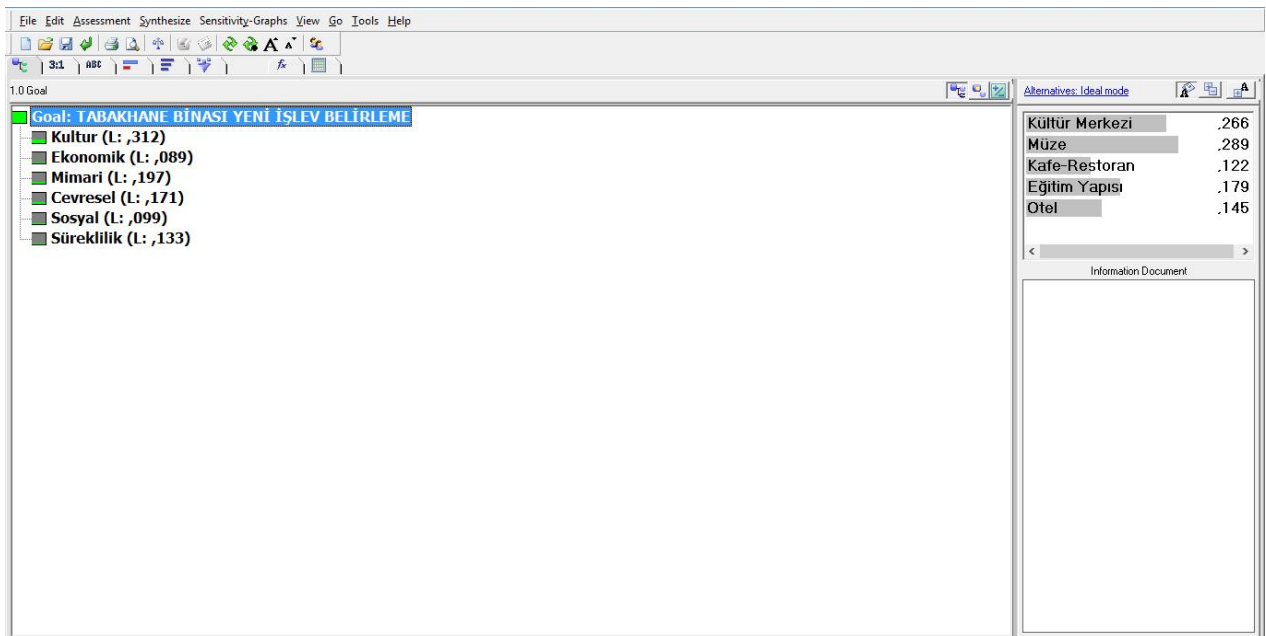 File Edit Assessment Synthesize Sensitivity-Graphs View Go Tools Help
3:1 ABC fx
1.0 Goal
Goal: TABAKHANE BİNASI YENİ İŞLEV BELİRLEME
Kultur (L: ,312)
Ekonomik (L: ,089)
Mimari (L: ,197)
Cevresel (L: ,171)
Sosyal (L: ,099)
Süreklilik (L: ,133)
Alternatives: Ideal mode
Kültür Merkezi ,266
Müze ,289
Kafe-Restoran ,122
Eğitim Yapısı ,179
Otel ,145
Information Document